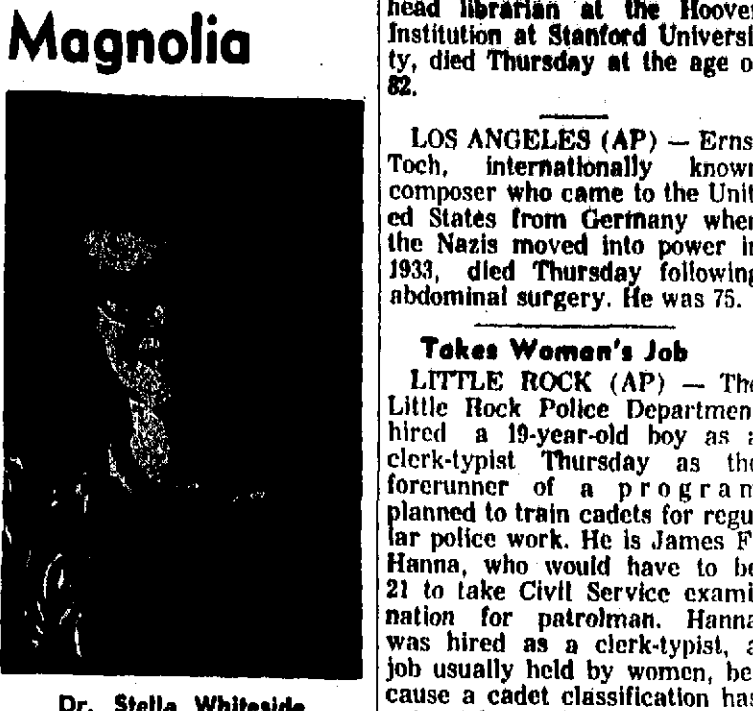 Magnolia
Dr. Stella Whiteside
head librarian at the Hoover
Institution at Stanford Universi
ty, died Thursday at the age o
82.
LOS ANGELES (AP) — Erns
Toch, internationally known
composer who came to the Unit
ed States from Germany when
the Nazis moved into power in
1933, died Thursday following
abdominal surgery. He was 75.
Takes Woman's Job
LITTLE ROCK (AP) — The
Little Rock Police Department
hired a 19-year-old boy as a
clerk-typist Thursday as the
forerunner of a program
planned to train cadets for regu
lar police work. He is James F
Hanna, who would have to be
21 to take Civil Service exami
nation for patrolman. Hanna
was hired as a clerk-typist, a
job usually held by women, be
cause a cadet classification has